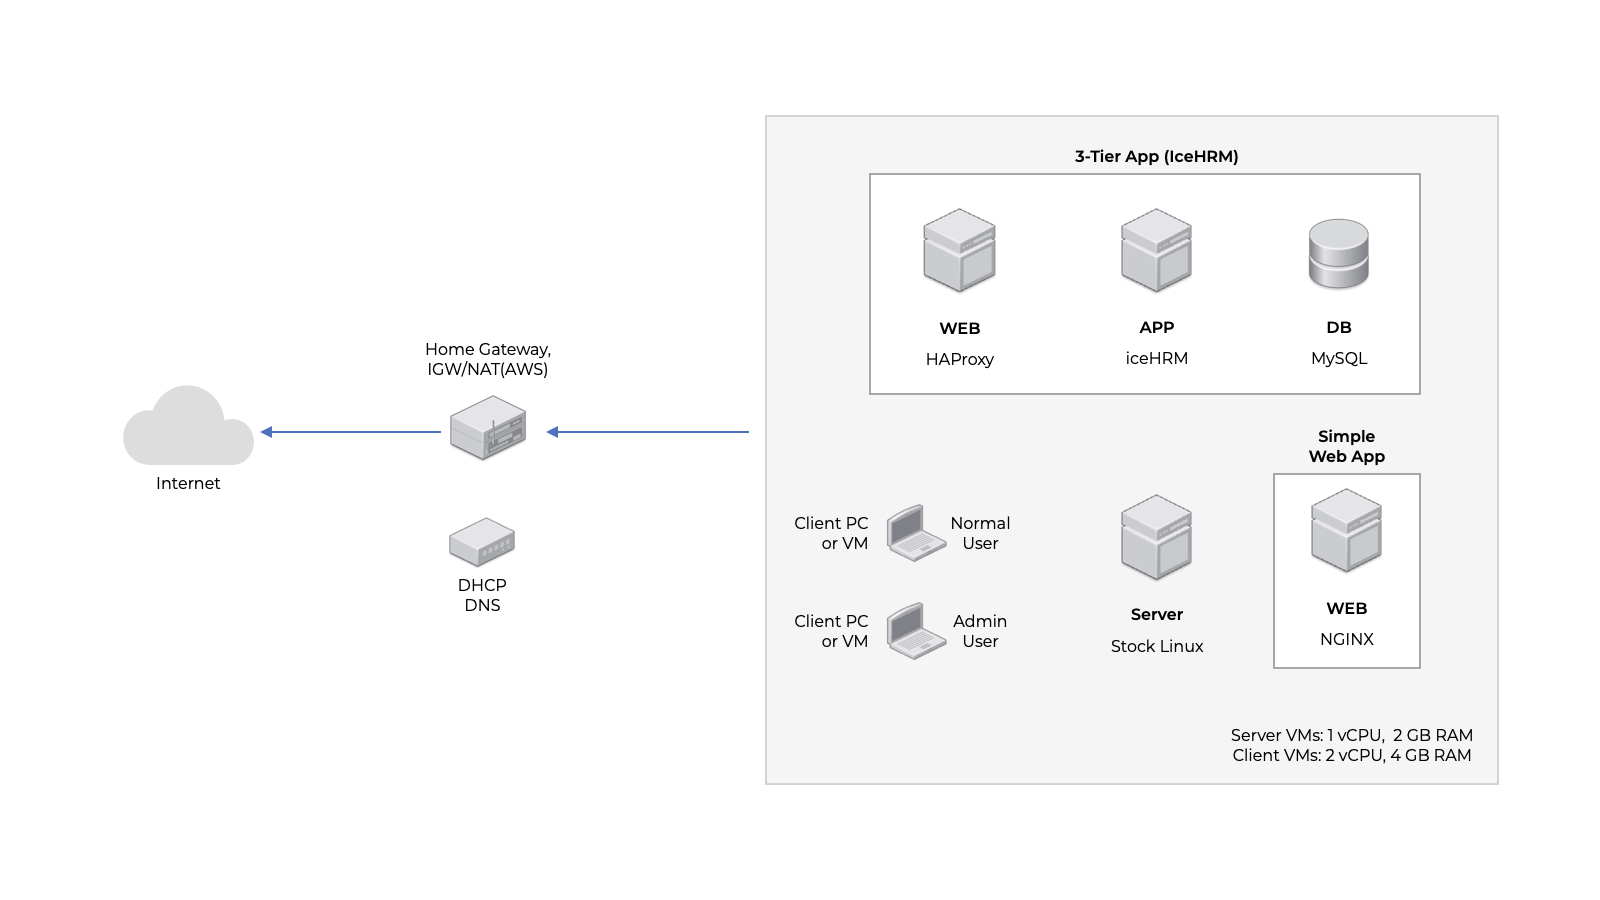 3-Tier App (IceHRM)
WEB
HAProxy
APP
iceHRM
DB
MySQL
Home Gateway,
IGW/NAT(AWS)
Internet
DHCP
DNS
Client PC
or VM
Normal
User
Client PC
or VM
Admin
User
Server
Stock Linux
Simple
Web App
WEB
NGINX
Server VMs: 1 vCPU,  2 GB RAM
Client VMs: 2 vCPU, 4 GB RAM